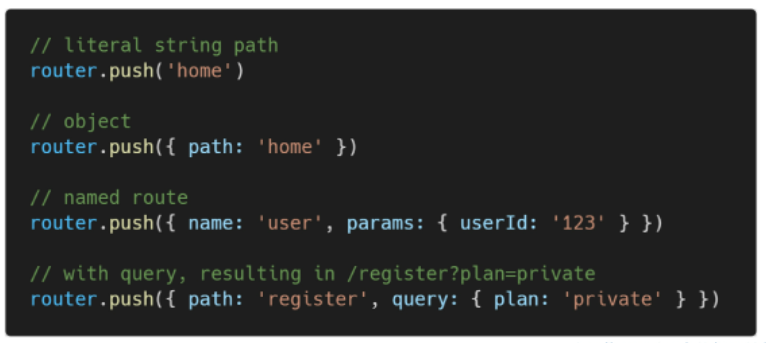 // literal string path
router.push('home')
// object
router.push({ path: 'home' })
// named route
router.push({ name: 'user', params: { userId: '123' } })
// with query, resulting in /register?plan=private
router.push({ path: 'register', query: { plan: 'private' } })